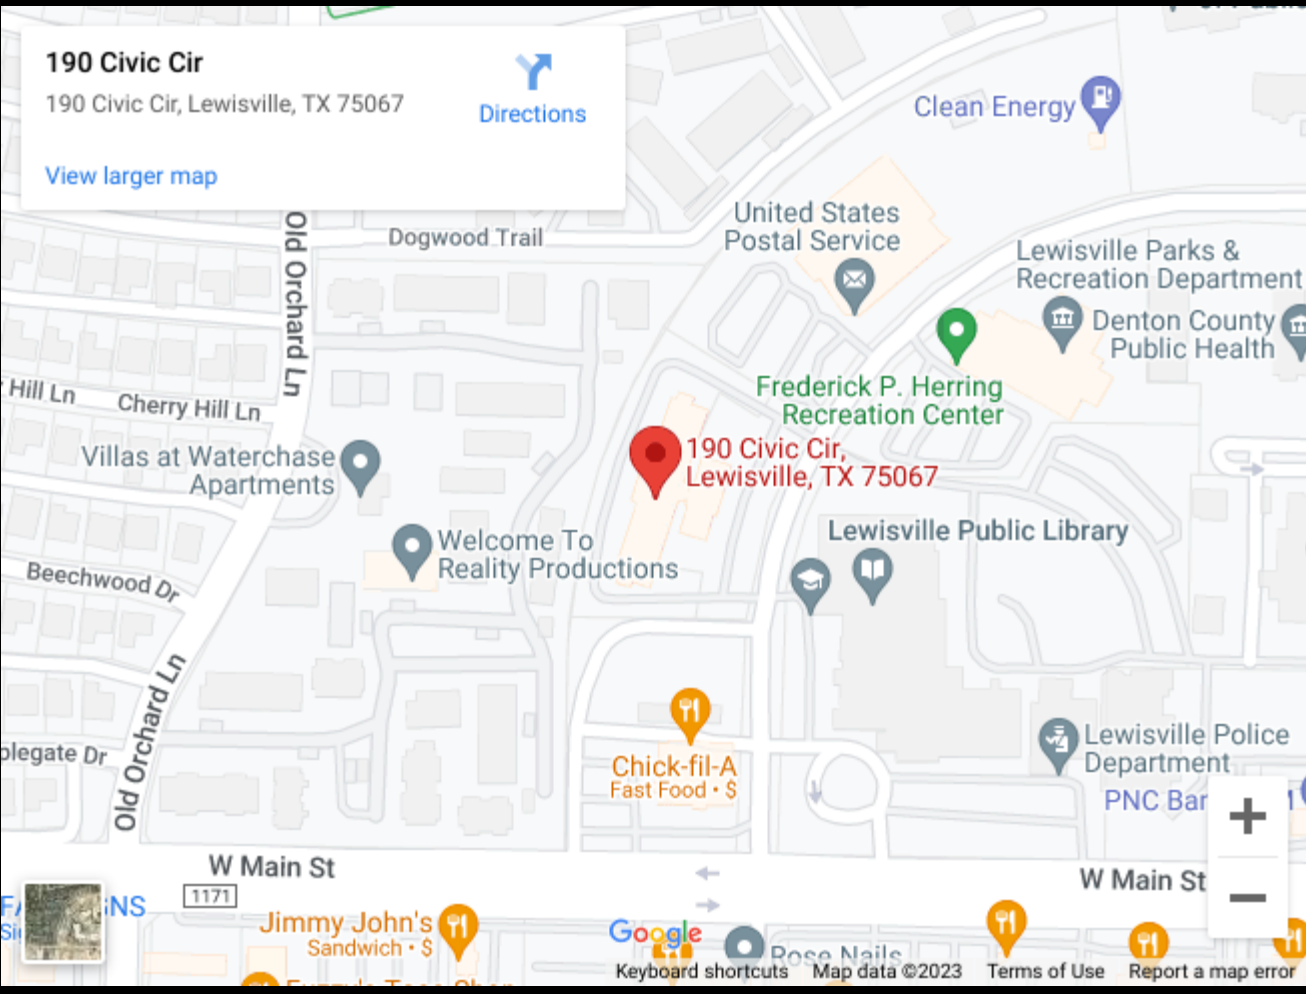 190 Civic Cir
190 Civic Cir, Lewisville, TX 75067
Directions
View larger map
Clean Energy
United States
Postal Service
Old Orchard Ln
Dogwood Trail
Lewisville Parks &
Recreation Department
Denton County
Public Health
Frederick P. Herring
Recreation Center
Hill Ln
Cherry Hill Ln
Villas at Waterchase
Apartments
190 Civic Cir,
Lewisville, TX 75067
Welcome To
Reality Productions
Lewisville Public Library
Beechwood Dr
Old Orchard Ln
Chick-fil-A
Fast Food • $
Lewisville Police
Department
Dr
PNC
W Main St
W Main St
1171
Jimmy John's
Sandwich • $
Google
Rose Nails
Keyboard shortcuts
Map data ©2023
Terms of Use
Report a map error